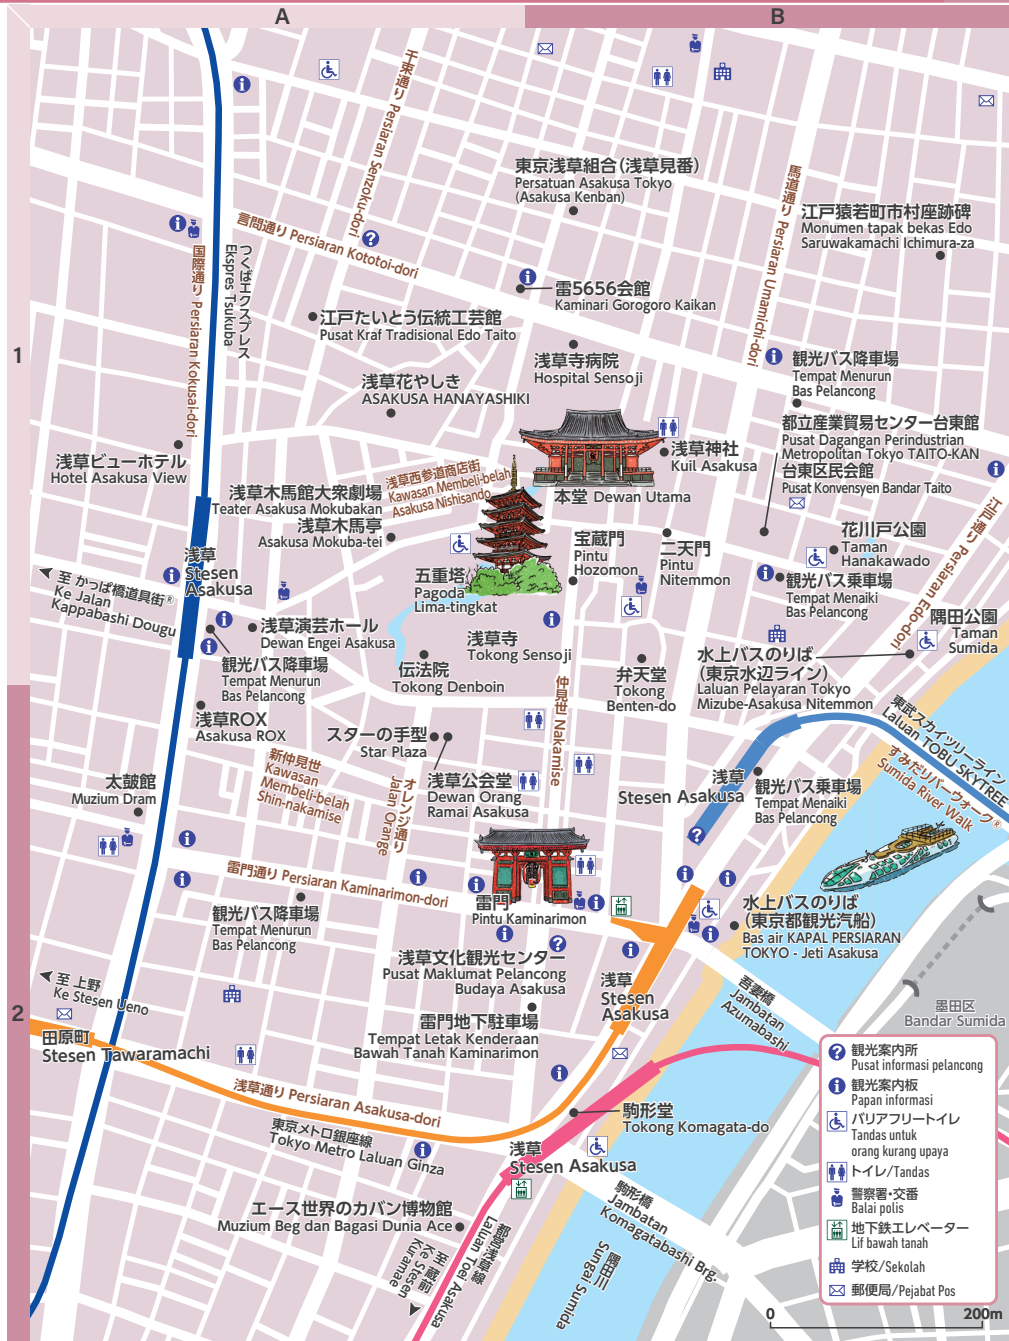 A
B
1
2
千束通り Persiaran Senzoku-dori
言問通り Persiaran Kototoi-dori
馬道通り Persiaran Umamichi-dori
国際通り Persiaran Kokusai-dori
つくばエクスプレス
Ekspres Tsukuba
東京浅草組合(浅草見番)
Persatuan Asakusa Tokyo
(Asakusa Kenban)
江戸猿若町市村座跡碑
Monumen tapak bekas Edo
Saruwakamachi Ichimura-za
雷5656会館
Kaminari Gorogoro Kaikan
江戸たいとう伝統工芸館
Pusat Kraf Tradisional Edo Taito
浅草寺病院
Hospital Sensoji
観光バス降車場
Tempat Menurun
Bas Pelancong
浅草花やしき
ASAKUSA HANAYASHIKI
都立産業貿易センター台東館
Pusat Dagangan Perindustrian
Metropolitan Tokyo TAITO-KAN
台東区民会館
Pusat Konvensyen Bandar Taito
浅草神社
Kuil Asakusa
浅草ビューホテル
Hotel Asakusa View
浅草西参道商店街
Kawasan Membeli-belah
Asakusa Nishisando
本堂 Dewan Utama
浅草木馬館大衆劇場
Teater Asakusa Mokubakan
浅草木馬亭
Asakusa Mokuba-tei
宝蔵門
Pintu
Hozomon
二天門
Pintu
Nitemmon
花川戸公園
Taman
Hanakawado
江戸通り Persiaran Edo-dori
浅草
Stesen
Asakusa
五重塔
Pagoda
Lima-tingkat
観光バス乗車場
Tempat Menaiki
Bas Pelancong
至 かっぱ橋道具街®
Ke Jalan
Kappabashi Dougu
浅草演芸ホール
Dewan Engei Asakusa
浅草寺
Tokong Sensoji
隅田公園
Taman
Sumida
観光バス降車場
Tempat Menurun
Bas Pelancong
伝法院
Tokong Denboin
弁天堂
Tokong
Benten-do
水上バスのりば
(東京水辺ライン)
Laluan Pelayaran Tokyo
Mizube-Asakusa Nitemmon
仲見世 Nakamise
浅草ROX
Asakusa ROX
スターの手型
Star Plaza
東武スカイツリーライン
Laluan TOBU SKYTREE
すみだリバーウォーク®
Sumida River Walk
新仲見世
Kawasan
Membeli-belah
Shin-nakamise
オレンジ通り
Jalan Orange
浅草公会堂
Dewan Orang
Ramai Asakusa
浅草
Stesen Asakusa
観光バス乗車場
Tempat Menaiki
Bas Pelancong
太鼓館
Muzium Dram
雷門通り Persiaran Kaminarimon-dori
雷門
Pintu Kaminarimon
観光バス降車場
Tempat Menurun
Bas Pelancong
水上バスのりば
(東京都観光汽船)
Bas air KAPAL PERSIARAN
TOKYO - Jeti Asakusa
浅草文化観光センター
Pusat Maklumat Pelancong
Budaya Asakusa
浅草
Stesen
Asakusa
至 上野
Ke Stesen Ueno
吾妻橋
Jambatan
Azumabashi
墨田区
Bandar Sumida
雷門地下駐車場
Tempat Letak Kenderaan
Bawah Tanah Kaminarimon
田原町
Stesen Tawaramachi
浅草通り Persiaran Asakusa-dori
東京メトロ銀座線
Tokyo Metro Laluan Ginza
駒形堂
Tokong Komagata-do
浅草
Stesen Asakusa
エース世界のカバン博物館
Muzium Beg dan Bagasi Dunia Ace
駒形橋
Jambatan
Komagatabashi Brg.
都営浅草線
Laluan Toei Asakusa
至 蔵前
Ke Stesen
Kuramae
隅田川
Sungai Sumida
観光案内所
Pusat informasi pelancong
観光案内板
Papan informasi
バリアフリートイレ
Tandas untuk
orang kurang upaya
トイレ/Tandas
警察署・交番
Balai polis
地下鉄エレベーター
Lif bawah tanah
学校/Sekolah
郵便局/Pejabat Pos
0
200m